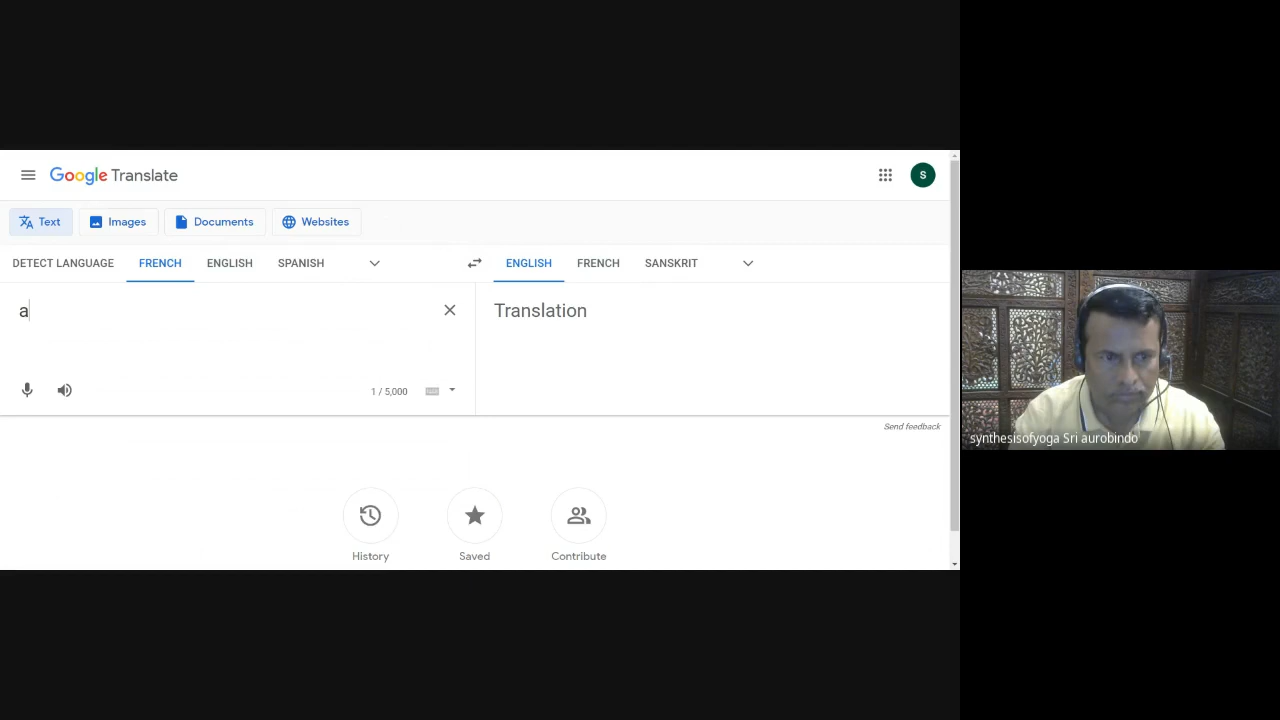 Google Translate
S
Text Images Documents Websites
DETECT LANGUAGE FRENCH ENGLISH SPANISH ENGLISH FRENCH SANSKRIT
a Translation
1 / 5,000
Send feedback
History Saved Contribute
synthesisofyoga Sri aurobindo